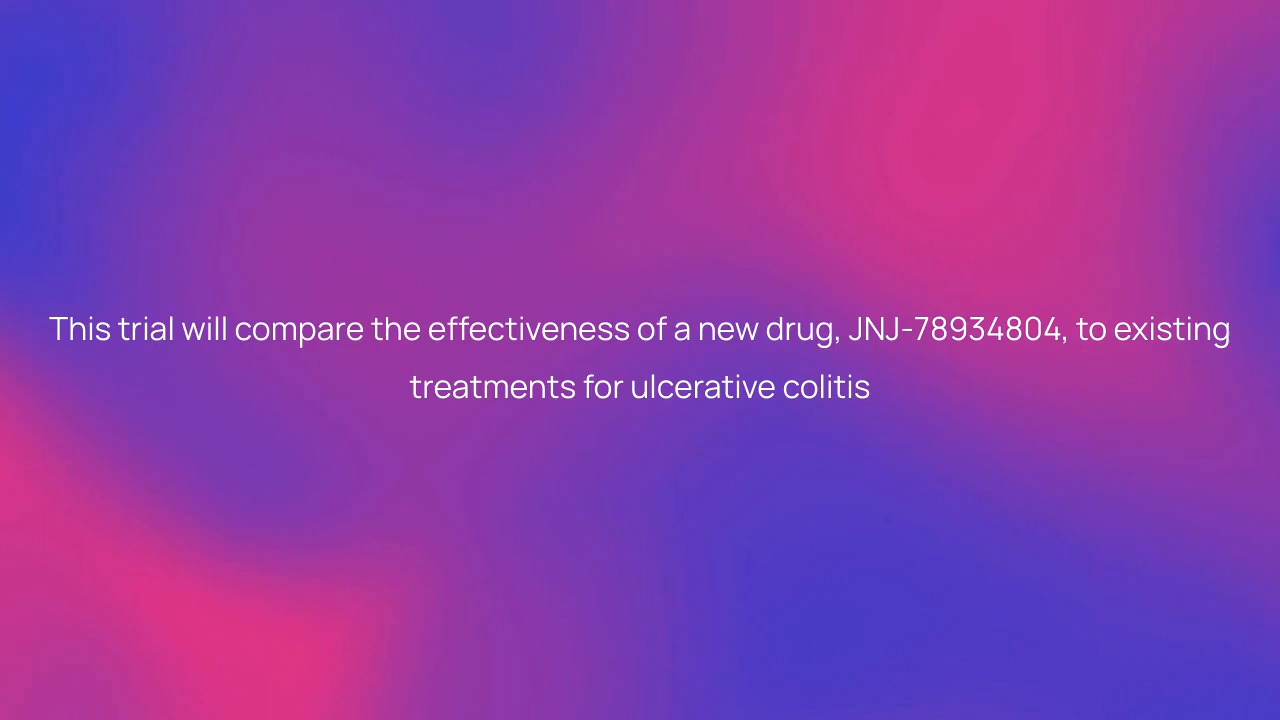 This trial will compare the effectiveness of a new drug, JNJ-78934804, to existing
treatments for ulcerative colitis